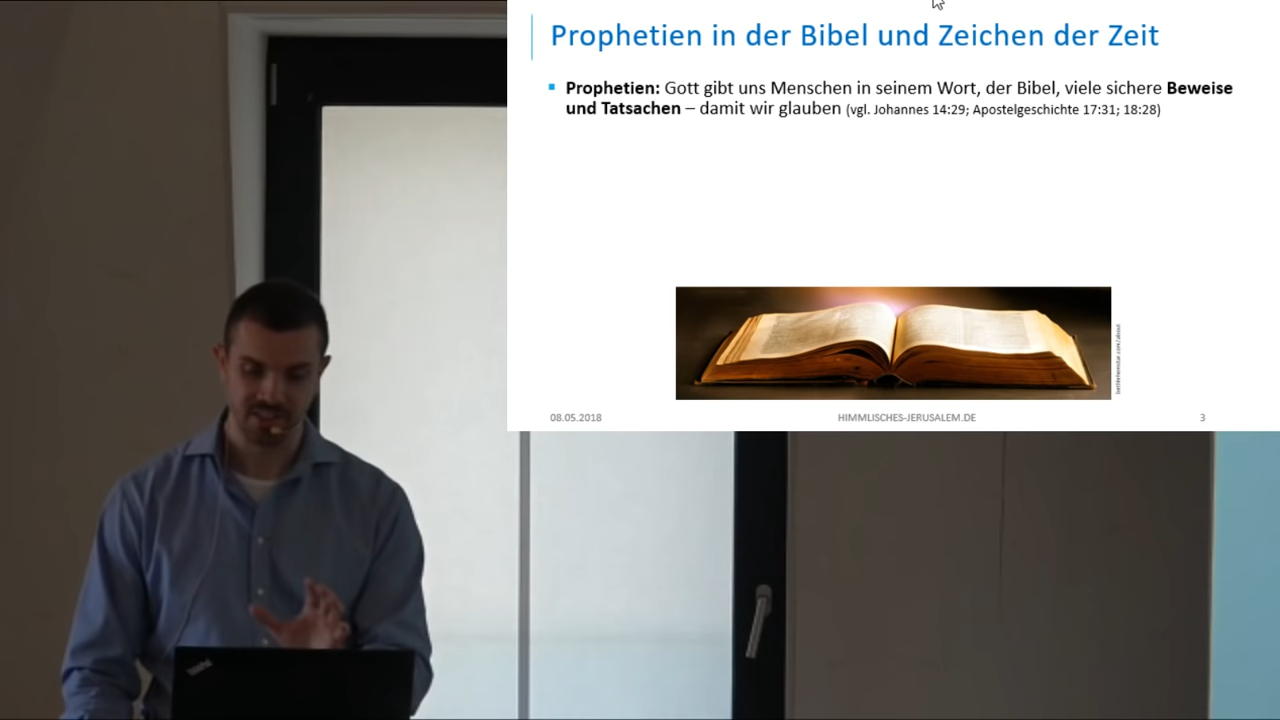 Prophetien in der Bibel und Zeichen der Zeit
Prophetien: Gott gibt uns Menschen in seinem Wort, der Bibel, viele sichere Beweise
und Tatsachen – damit wir glauben (vgl. Johannes 14:29; Apostelgeschichte 17:31; 18:28)
08.05.2018
HIMMLISCHES-JERUSALEM.DE
3
ThinkPad